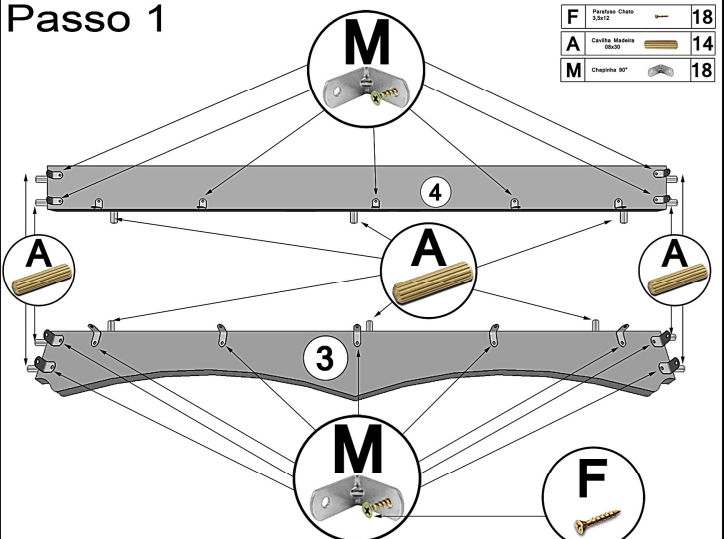 Passo 1
F Parafuso Chato 3,5x12 18
A Cavilha Madeira 08x30 14
M Chapinha 90° 18
M
4
A
A
A
3
M
F